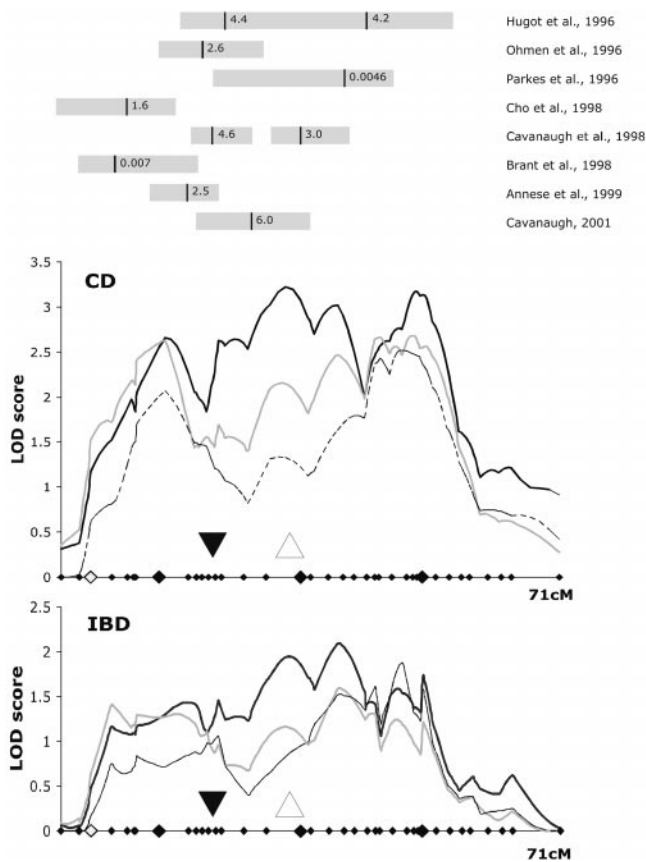 4.4 4.2 Hugot et al., 1996
2.6 Ohmen et al., 1996
0.0046 Parkes et al., 1996
1.6 Cho et al., 1998
4.6 3.0 Cavanaugh et al., 1998
0.007 Brant et al., 1998
2.5 Annese et al., 1999
6.0 Cavanaugh, 2001
CD
LOD score
3.5
3
2.5
2
1.5
1
0.5
0
71cM
IBD
LOD score
2.5
2
1.5
1
0.5
0
71cM